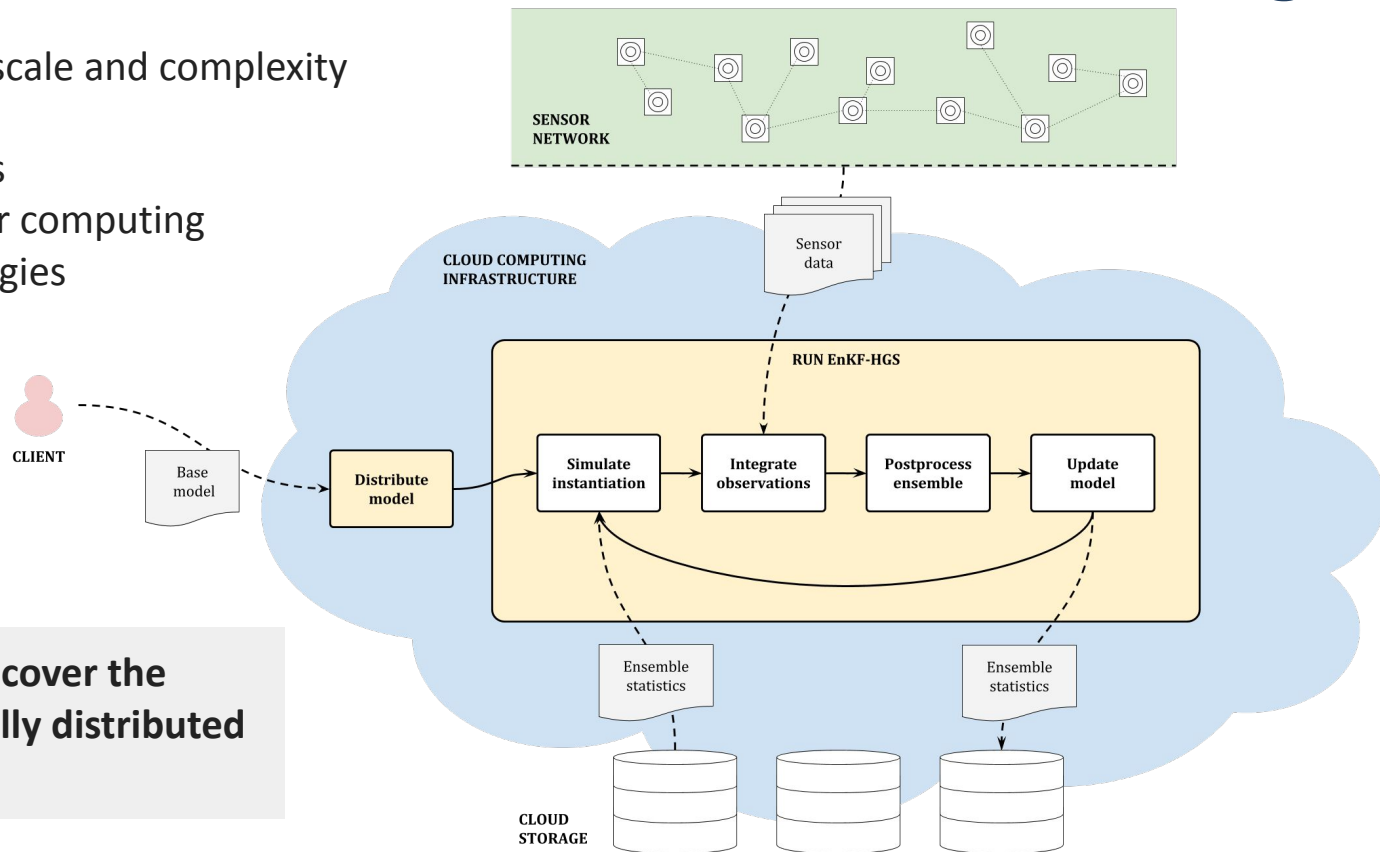 scale and complexity
s
r computing
gies
SENSOR
NETWORK
Sensor
data
CLOUD COMPUTING
INFRASTRUCTURE
RUN EnKF-HGS
CLIENT
Base
model
Distribute
model
Simulate
instantiation
Integrate
observations
Postprocess
ensemble
Update
model
Ensemble
statistics
Ensemble
statistics
cover the
lly distributed
CLOUD
STORAGE